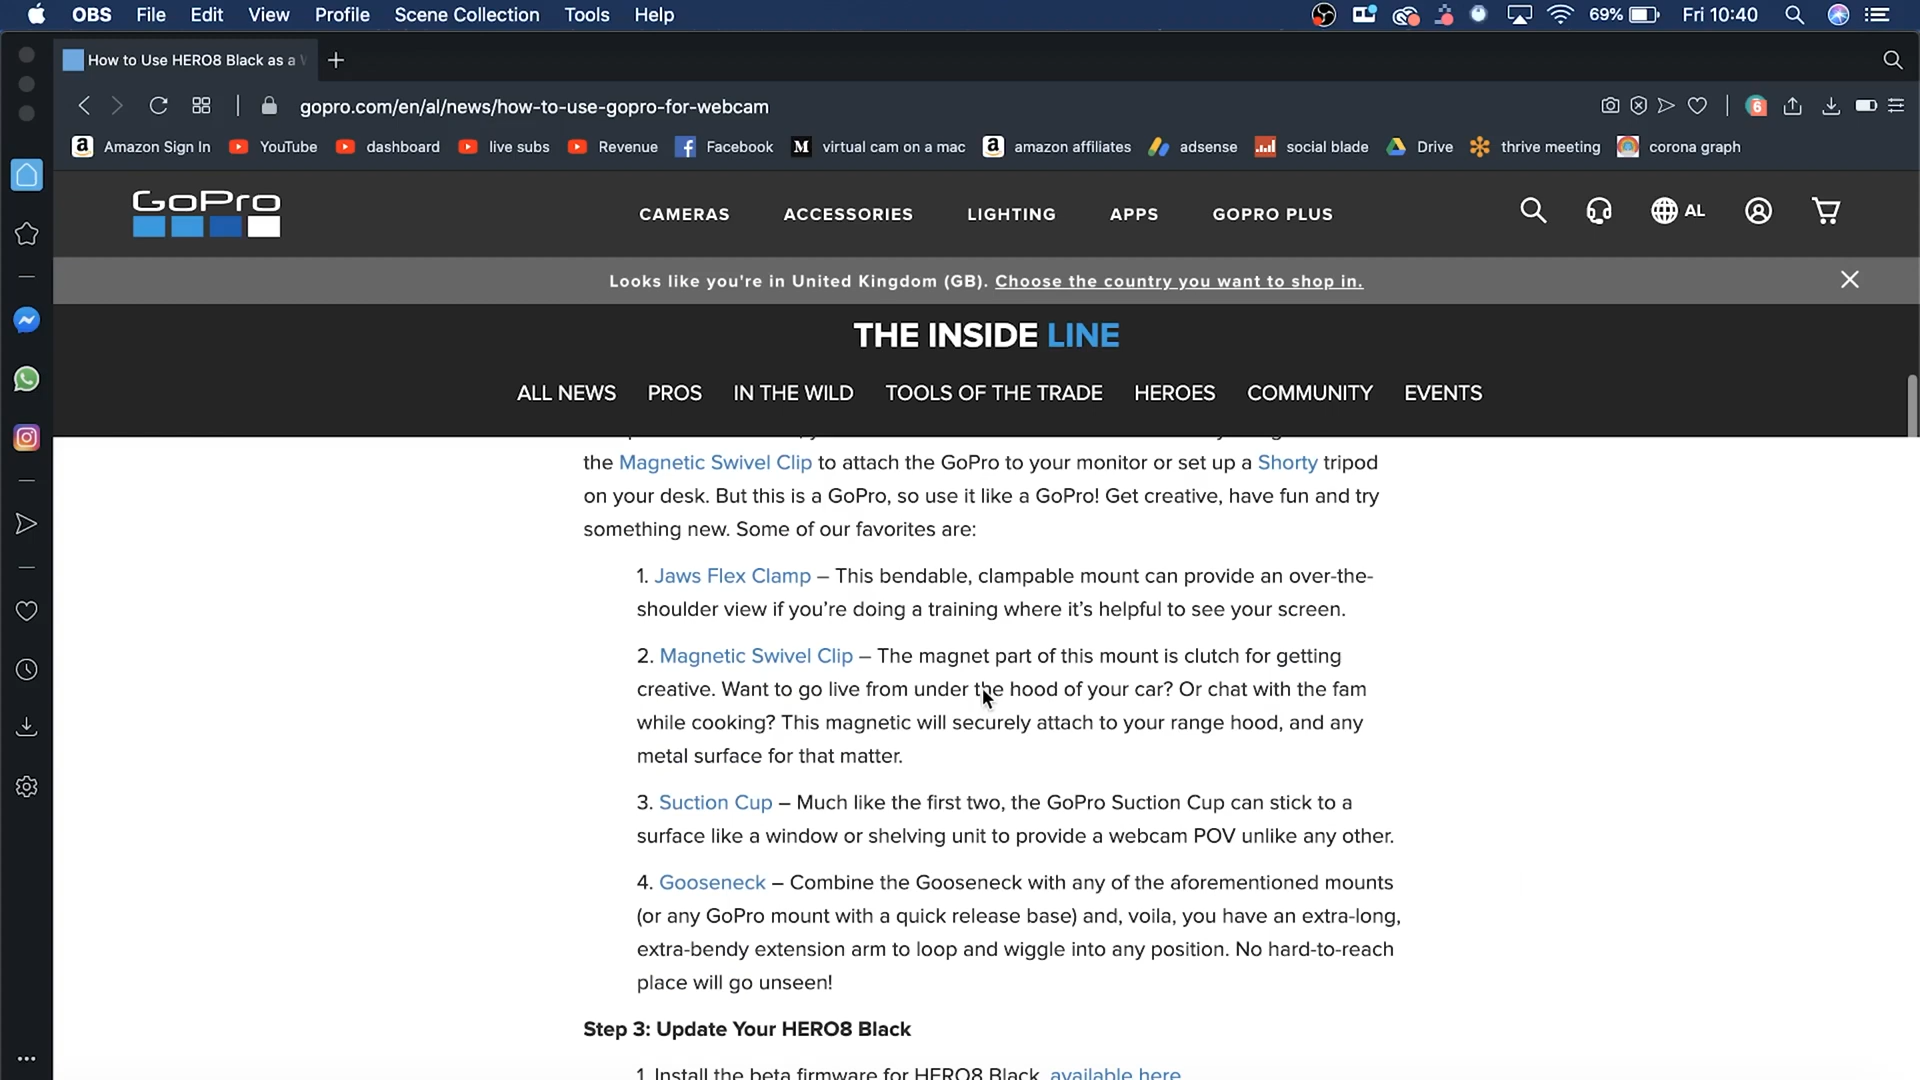 OBS File Edit View Profile Scene Collection Tools Help 69% Fri 10:40
How to Use HERO8 Black as a
gopro.com/en/al/news/how-to-use-gopro-for-webcam 6
Amazon Sign In YouTube dashboard live subs Revenue Facebook M virtual cam on a mac amazon affiliates adsense social blade Drive thrive meeting corona graph
GoPro CAMERAS ACCESSORIES LIGHTING APPS GOPRO PLUS AL
Looks like you're in United Kingdom (GB). Choose the country you want to shop in.
THE INSIDE LINE
ALL NEWS PROS IN THE WILD TOOLS OF THE TRADE HEROES COMMUNITY EVENTS
the Magnetic Swivel Clip to attach the GoPro to your monitor or set up a Shorty tripod
on your desk. But this is a GoPro, so use it like a GoPro! Get creative, have fun and try
something new. Some of our favorites are:
1. Jaws Flex Clamp – This bendable, clampable mount can provide an over-the-
shoulder view if you're doing a training where it's helpful to see your screen.
2. Magnetic Swivel Clip – The magnet part of this mount is clutch for getting
creative. Want to go live from under the hood of your car? Or chat with the fam
while cooking? This magnetic will securely attach to your range hood, and any
metal surface for that matter.
3. Suction Cup – Much like the first two, the GoPro Suction Cup can stick to a
surface like a window or shelving unit to provide a webcam POV unlike any other.
4. Gooseneck – Combine the Gooseneck with any of the aforementioned mounts
(or any GoPro mount with a quick release base) and, voila, you have an extra-long,
extra-bendy extension arm to loop and wiggle into any position. No hard-to-reach
place will go unseen!
Step 3: Update Your HERO8 Black
1. Install the beta firmware for HERO8 Black, available here